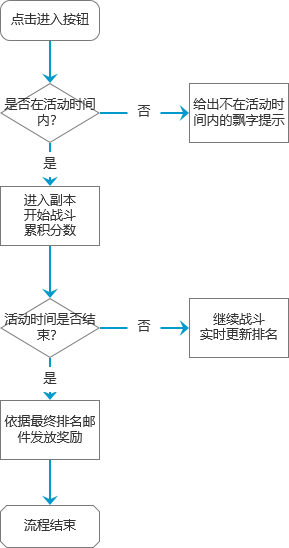 点击进入按钮
是否在活动时间
内？
否
给出不在活动时
间内的飘字提示
是
进入副本
开始战斗
累积分数
活动时间是否结
束？
否
继续战斗
实时更新排名
是
依据最终排名邮
件发放奖励
流程结束